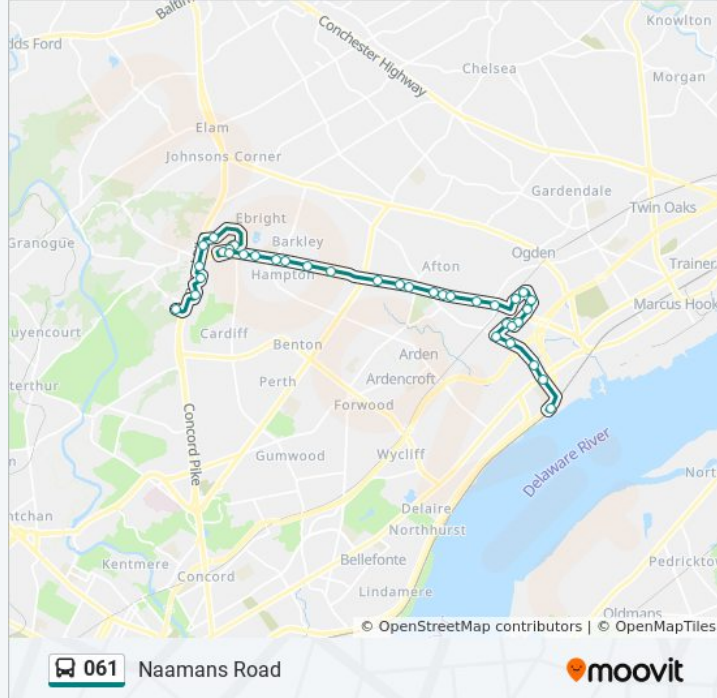 Baltim
Knowlton
Conchester Highway
dds Ford
Chelsea
Morgan
Elam
Johnsons Corner
Gardendale
Twin Oaks
Ebright
Granogue
Barkley
Ogden
Afton
Trainer
Hampton
Marcus Hook
uyencourt
Cardiff
Benton
Arden
terthur
Perth
Ardencroft
Forwood
Concord Pike
Gumwood
Wycliff
Delaware River
North
ntchan
Delaire
Northhurst
Bellefonte
Pedrickto
Kentmere
Concord
Lindamere
Oldmans
© OpenStreetMap contributors | © OpenMapTiles
061 Naamans Road
moovit